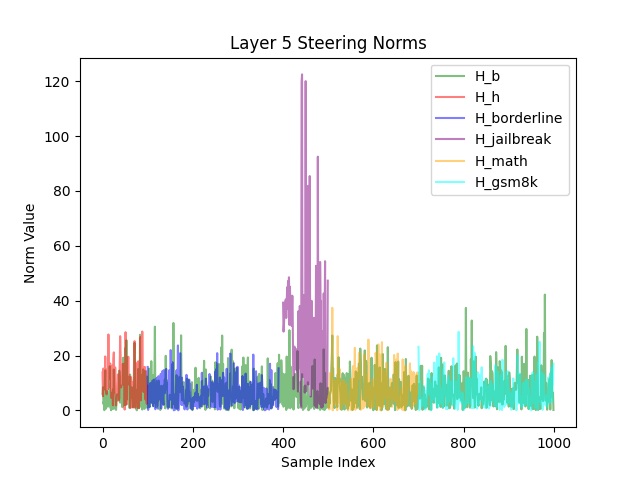 Layer 5 Steering Norms
Norm Value
120
100
80
60
40
20
0
H_b
H_h
H_borderline
H_jailbreak
H_math
H_gsm8k
0 200 400 600 800 1000
Sample Index